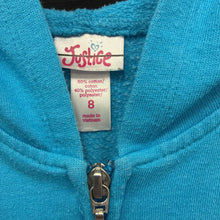 Justice
60% cotton/
coton
40% polyester/
polyester/
8
made in
vietnam